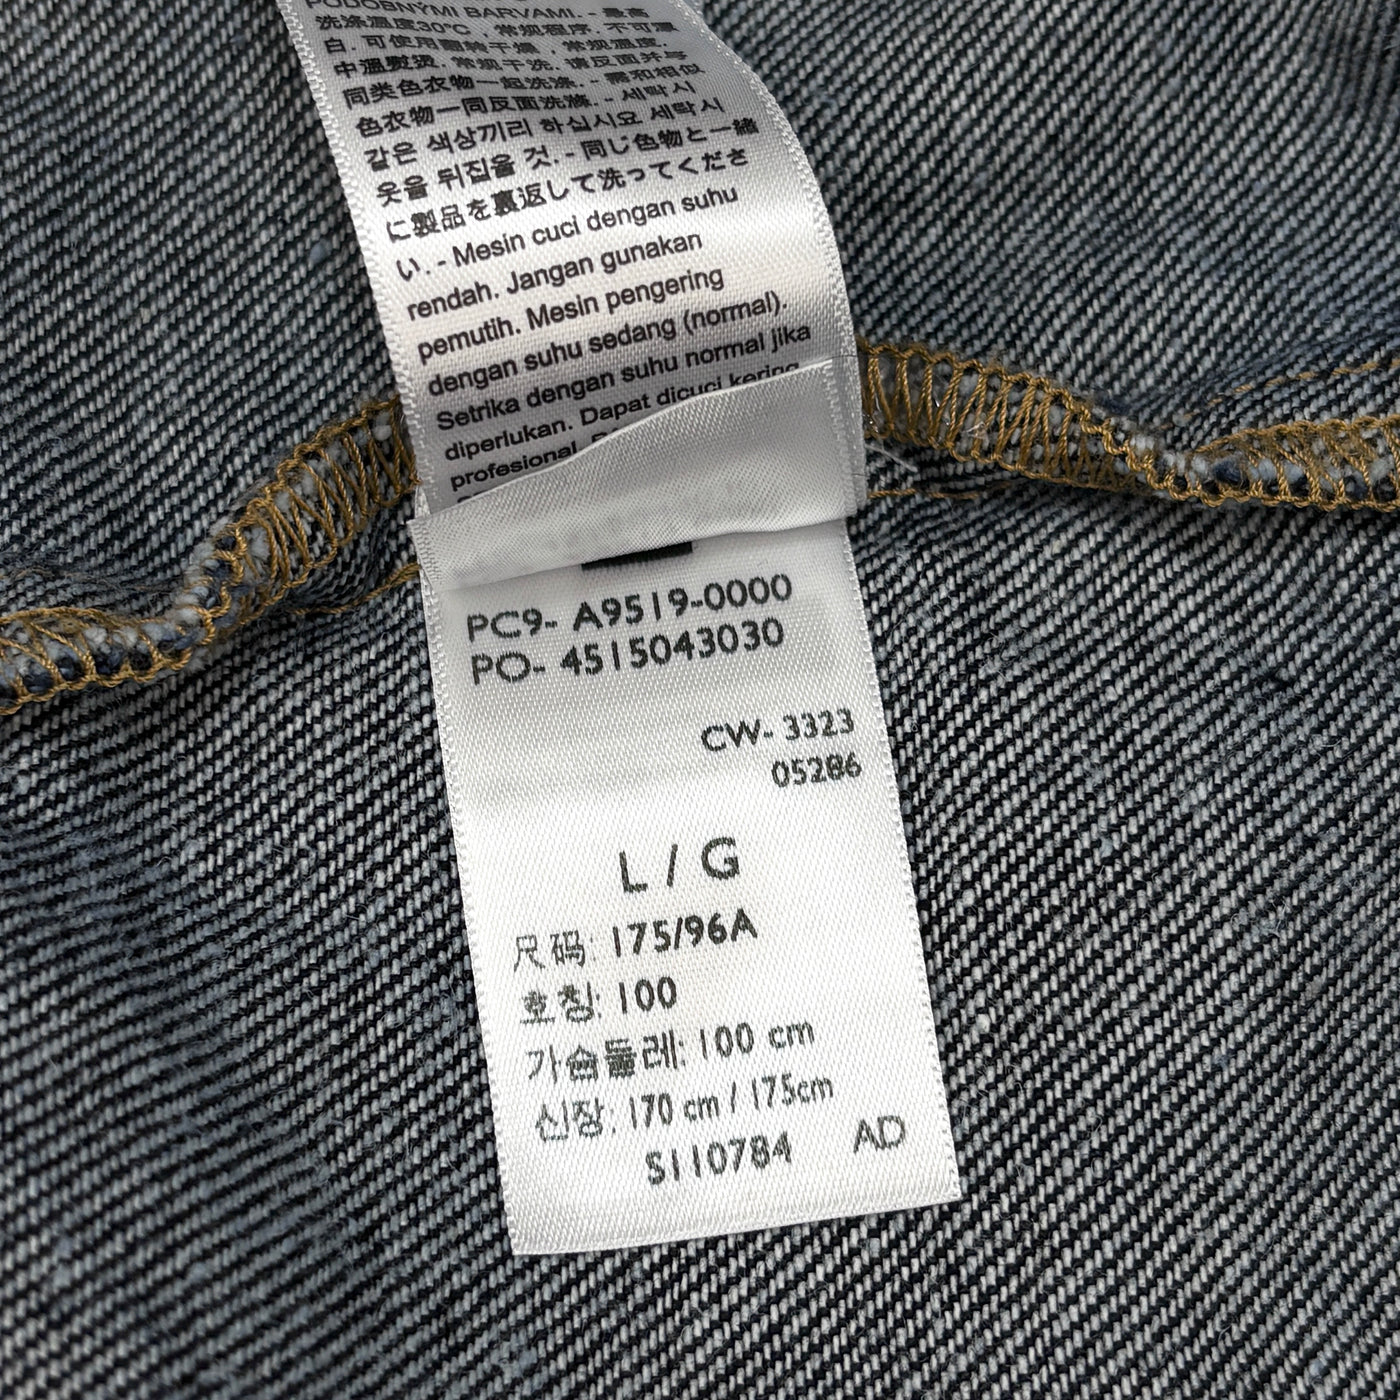 PODOBNÝMI BARVAMI. - 最高
洗涤温度30°C , 常规程序. 不可漂
白. 可使用翻转干燥 , 常规温度.
中温熨烫. 常规干洗. 请反面并与
同类色衣物一起洗涤. - 需和相似
色衣物一同反面洗滌. - 세탁시
같은 색상끼리 하십시요 세탁시
옷을 뒤집을 것. - 同じ色物と一緒
に製品を裏返して洗ってくださ
い. - Mesin cuci dengan suhu
rendah. Jangan gunakan
pemutih. Mesin pengering
dengan suhu sedang (normal).
Setrika dengan suhu normal jika
diperlukan. Dapat dicuci kering
profesional.
PC9- A9519-0000
PO- 4515043030
CW- 3323
05286
L / G
尺码: 175/96A
호칭: 100
가슴둘레: 100 cm
신장: 170 cm / 175cm
S110784 AD